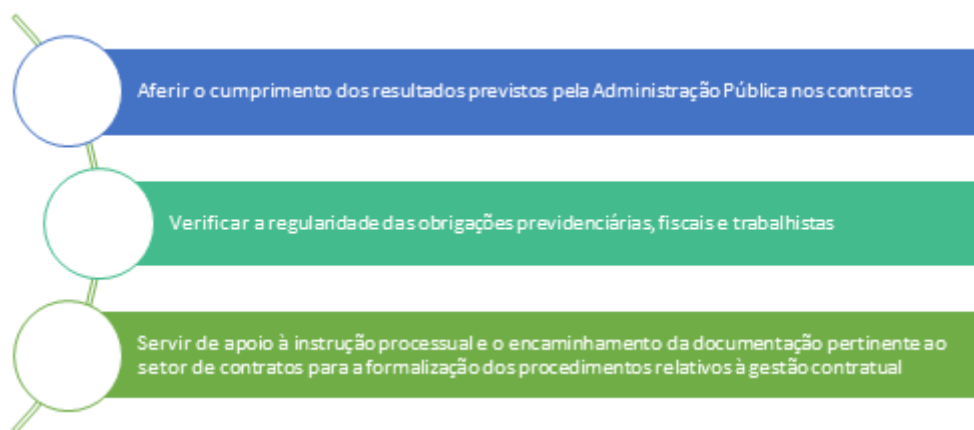 Aferir o cumprimento dos resultados previstos pela Administração Pública nos contratos
Verificar a regularidade das obrigações previdenciárias, fiscais e trabalhistas
Servir de apoio à instrução processual e o encaminhamento da documentação pertinente ao
setor de contratos para a formalização dos procedimentos relativos à gestão contratual